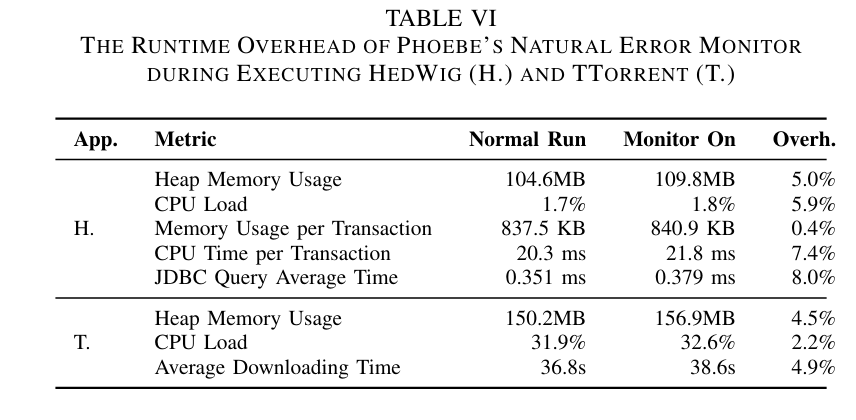 TABLE VI
THE RUNTIME OVERHEAD OF PHOEBE'S NATURAL ERROR MONITOR
DURING EXECUTING HEDWIG (H.) AND TTORRENT (T.)
App. Metric Normal Run Monitor On Overh.
Heap Memory Usage 104.6MB 109.8MB 5.0%
CPU Load 1.7% 1.8% 5.9%
H. Memory Usage per Transaction 837.5 KB 840.9 KB 0.4%
CPU Time per Transaction 20.3 ms 21.8 ms 7.4%
JDBC Query Average Time 0.351 ms 0.379 ms 8.0%
Heap Memory Usage 150.2MB 156.9MB 4.5%
T. CPU Load 31.9% 32.6% 2.2%
Average Downloading Time 36.8s 38.6s 4.9%